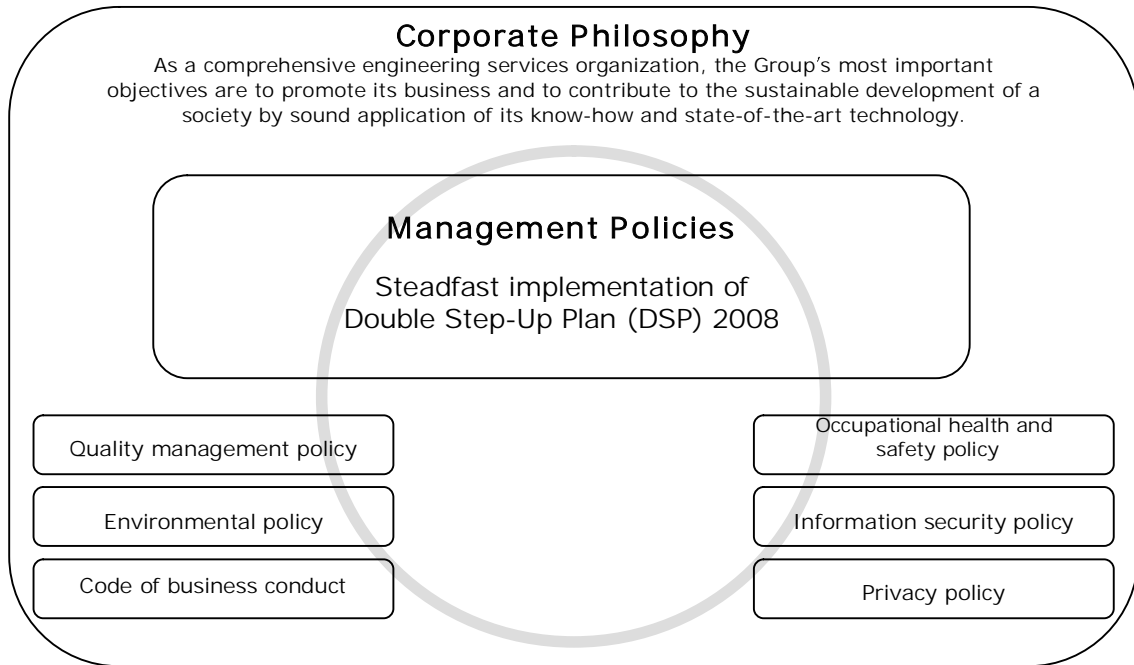 Corporate Philosophy
As a comprehensive engineering services organization, the Group's most important
objectives are to promote its business and to contribute to the sustainable development of a
society by sound application of its know-how and state-of-the-art technology.
Management Policies
Steadfast implementation of
Double Step-Up Plan (DSP) 2008
Quality management policy
Environmental policy
Code of business conduct
Occupational health and
safety policy
Information security policy
Privacy policy